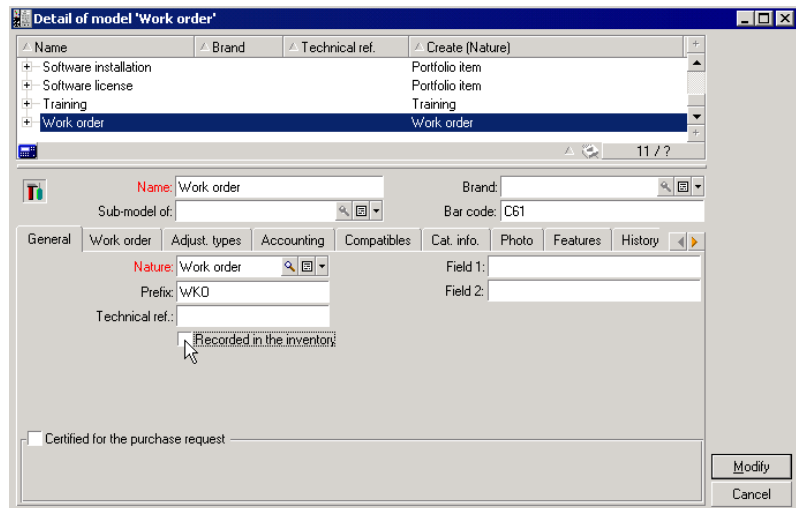 Detail of model 'Work order'
Name Brand Technical ref. Create (Nature)
Software installation Portfolio item
Software license Portfolio item
Training Training
Work order Work order
11 / ?
Name: Work order Brand:
Sub-model of: Bar code: C61
General Work order Adjust. types Accounting Compatibles Cat. info. Photo Features History
Nature: Work order Field 1:
Prefix: WKO Field 2:
Technical ref.:
Recorded in the inventory
Certified for the purchase request
Modify
Cancel